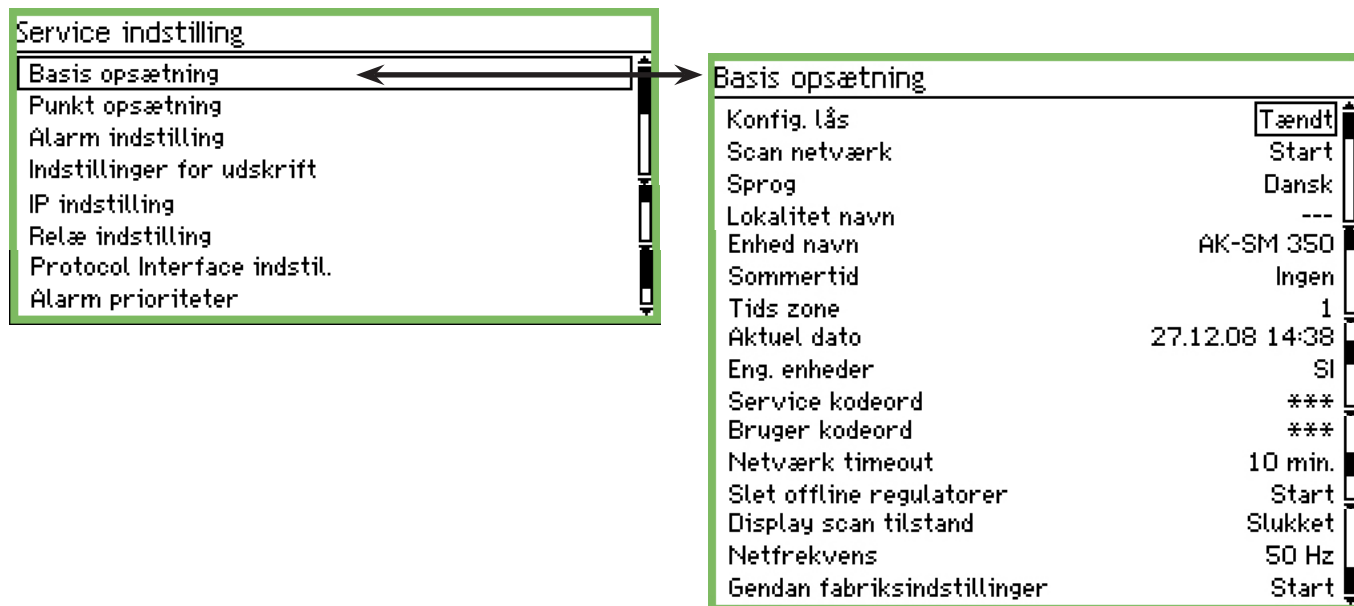 Service indstilling
Basis opsætning
Punkt opsætning
Alarm indstilling
Indstillinger for udskrift
IP indstilling
Relæ indstilling
Protocol Interface indstil.
Alarm prioriteter
Basis opsætning
Konfig. lås Tændt
Scan netværk Start
Sprog Dansk
Lokalitet navn ---
Enhed navn AK-SM 350
Sommertid Ingen
Tids zone 1
Aktuel dato 27.12.08 14:38
Eng. enheder SI
Service kodeord ***
Bruger kodeord ***
Netværk timeout 10 min.
Slet offline regulatorer Start
Display scan tilstand Slukket
Netfrekvens 50 Hz
Gendan fabriksindstillinger Start